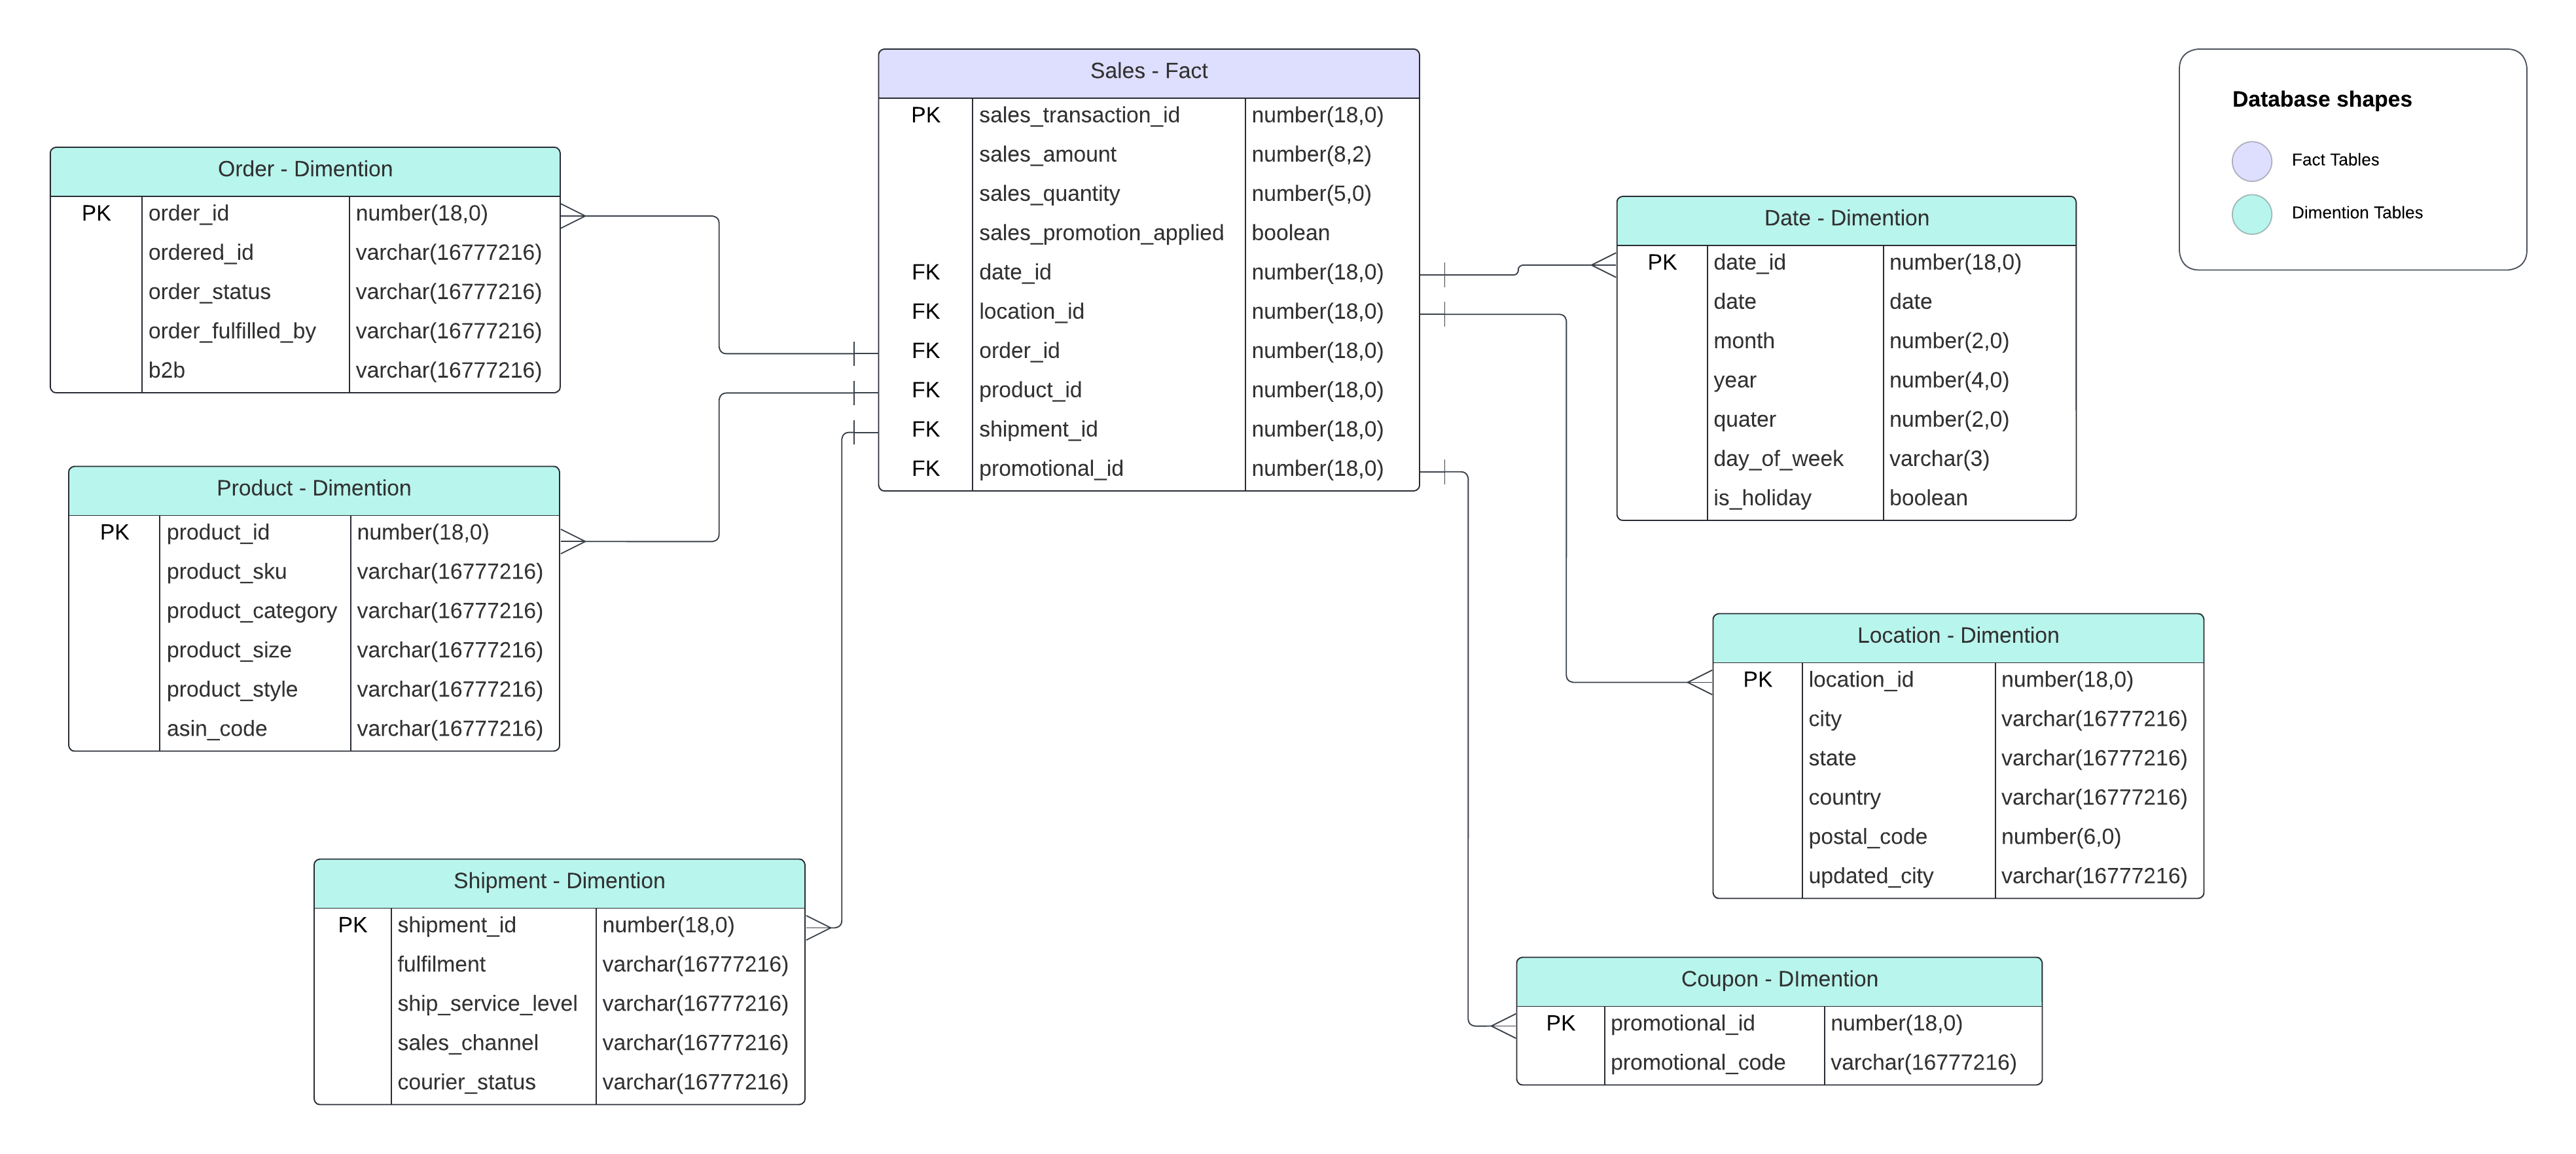 Sales - Fact
PK sales_transaction_id number(18,0)
sales_amount number(8,2)
sales_quantity number(5,0)
sales_promotion_applied boolean
FK date_id number(18,0)
FK location_id number(18,0)
FK order_id number(18,0)
FK product_id number(18,0)
FK shipment_id number(18,0)
FK promotional_id number(18,0)
Database shapes
Fact Tables
Dimention Tables
Order - Dimention
PK order_id number(18,0)
ordered_id varchar(16777216)
order_status varchar(16777216)
order_fulfilled_by varchar(16777216)
b2b varchar(16777216)
Date - Dimention
PK date_id number(18,0)
date date
month number(2,0)
year number(4,0)
quater number(2,0)
day_of_week varchar(3)
is_holiday boolean
Product - Dimention
PK product_id number(18,0)
product_sku varchar(16777216)
product_category varchar(16777216)
product_size varchar(16777216)
product_style varchar(16777216)
asin_code varchar(16777216)
Location - Dimention
PK location_id number(18,0)
city varchar(16777216)
state varchar(16777216)
country varchar(16777216)
postal_code number(6,0)
updated_city varchar(16777216)
Shipment - Dimention
PK shipment_id number(18,0)
fulfilment varchar(16777216)
ship_service_level varchar(16777216)
sales_channel varchar(16777216)
courier_status varchar(16777216)
Coupon - DImention
PK promotional_id number(18,0)
promotional_code varchar(16777216)